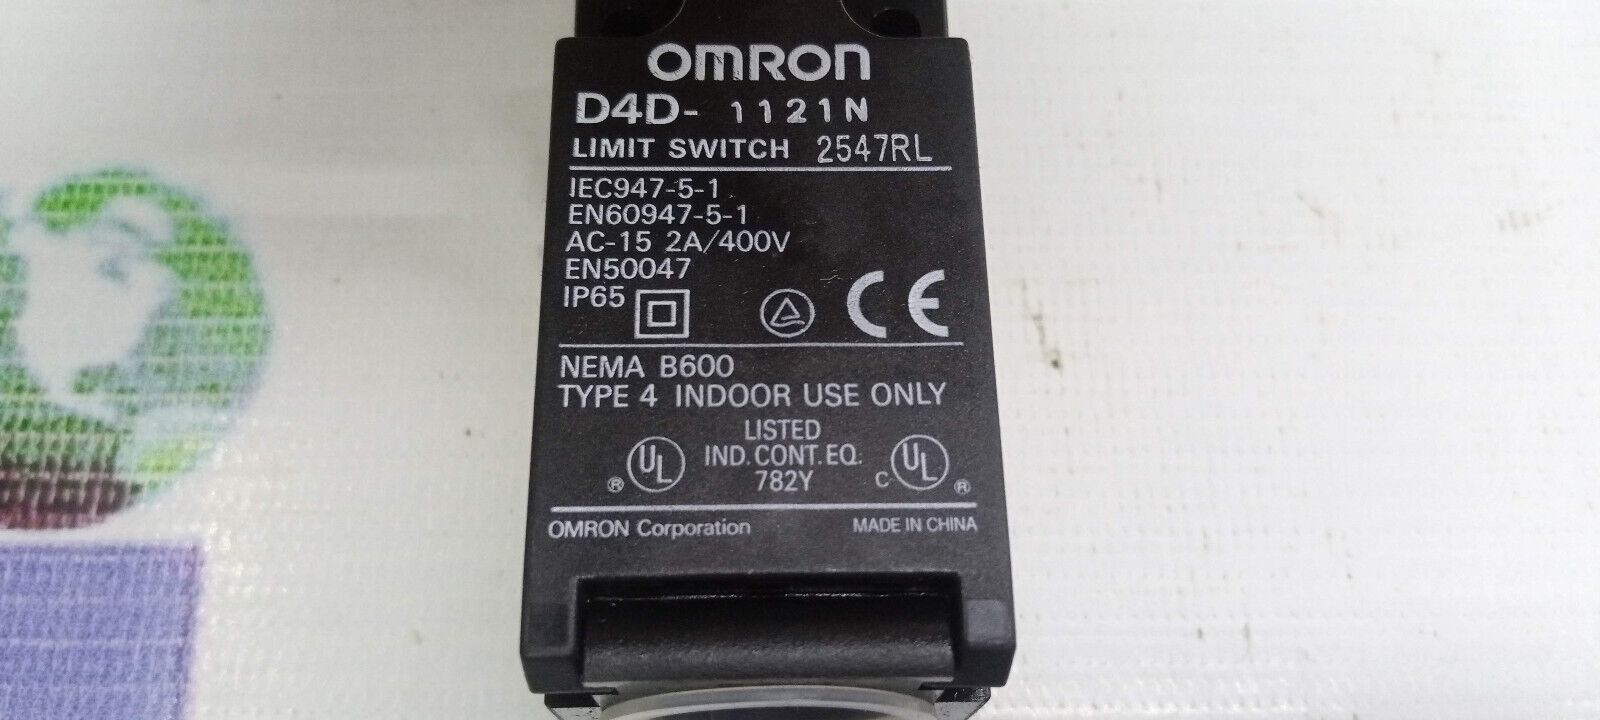 OMRON
D4D- 1121N
LIMIT SWITCH 2547RL
IEC947-5-1
EN60947-5-1
AC-15 2A/400V
EN50047
IP65 CE
NEMA B600
TYPE 4 INDOOR USE ONLY
LISTED
® UL IND. CONT. EQ. C UL ®
782Y
OMRON Corporation MADE IN CHINA